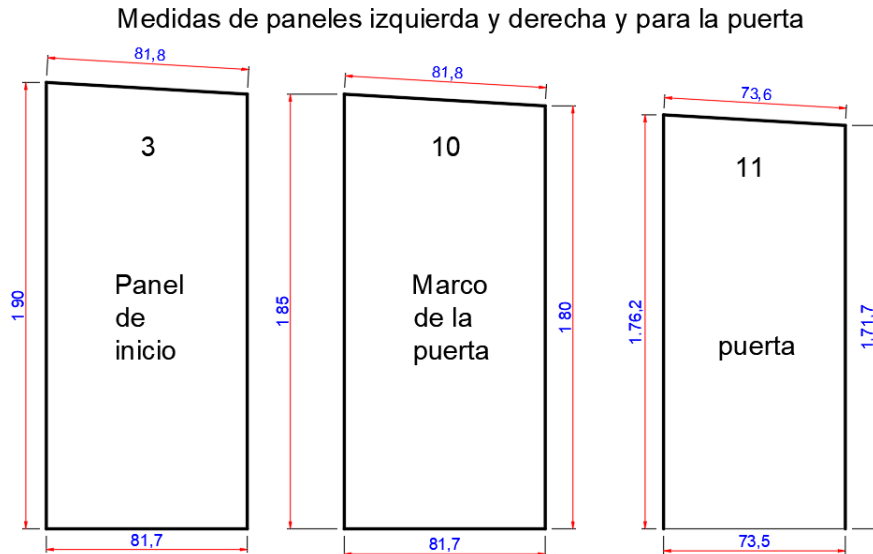 Medidas de paneles izquierda y derecha y para la puerta
81,8
81,8
73,6
3
10
11
1 90
1 85
1 80
1.76,2
1.71,7
Panel
de
inicio
Marco
de la
puerta
puerta
81,7
81,7
73,5